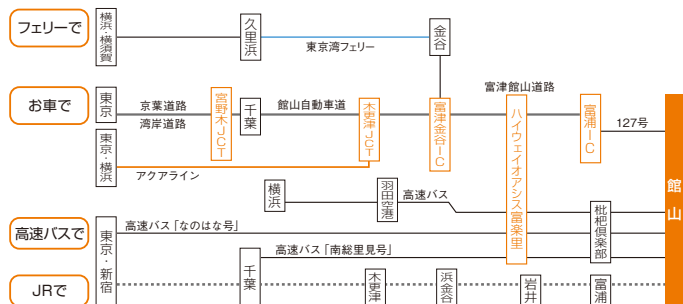 フェリーで
横浜・横須賀
久里浜
東京湾フェリー
金谷
お車で
東京
京葉道路
湾岸道路
宮野木JCT
千葉
館山自動車道
木更津JCT
富津金谷IC
富津館山道路
ハイウェイオアシス富楽里
富浦IC
127号
館山
東京・横浜
アクアライン
横浜
羽田空港
高速バス
枇杷倶楽部
高速バスで
東京・新宿
高速バス「なのはな号」
高速バス「南総里見号」
千葉
JRで
木更津
浜金谷
岩井
富浦